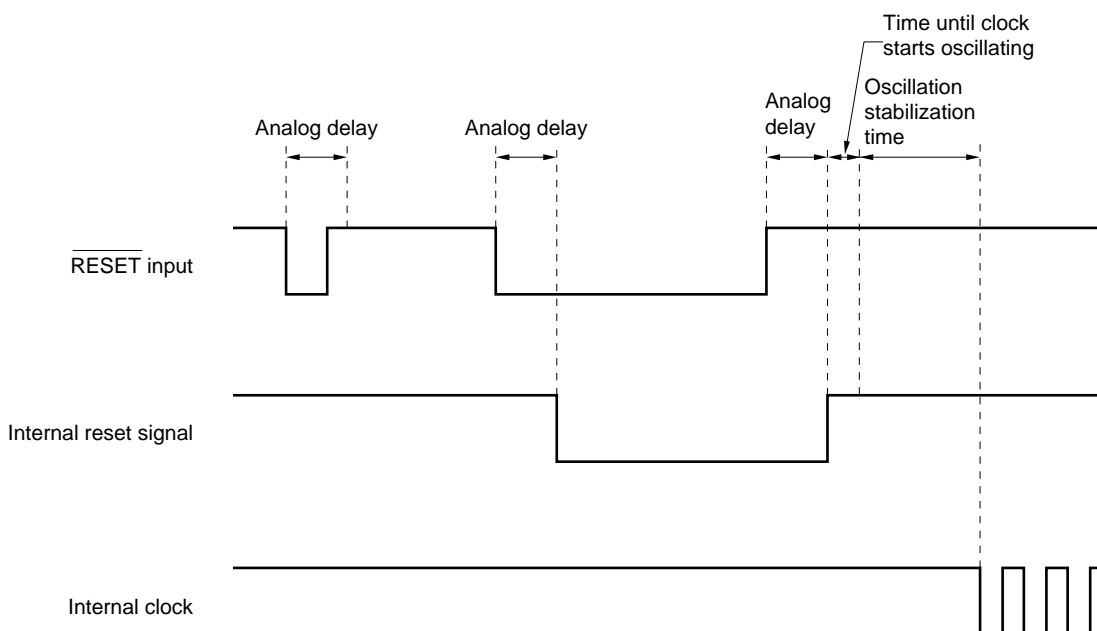 Time until clock
starts oscillating
Analog delay
Analog delay
Analog
delay
Oscillation
stabilization
time
RESET input
Internal reset signal
Internal clock